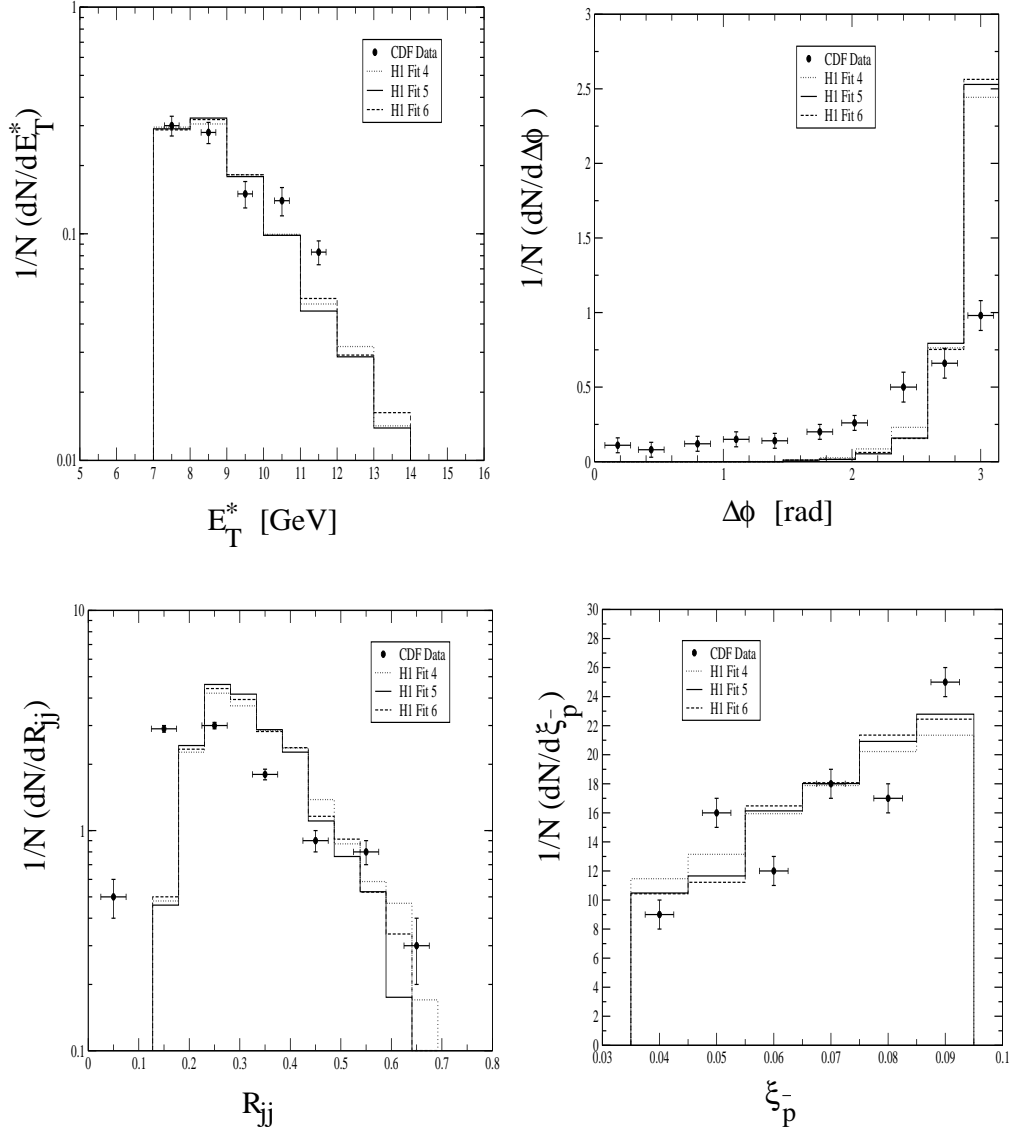 1/N (dN/dE*T)
1
0.1
0.01
CDF Data
H1 Fit 4
H1 Fit 5
H1 Fit 6
5 6 7 8 9 10 11 12 13 14 15 16
E*T [GeV]
1/N (dN/dΔϕ)
3
2.5
2
1.5
1
0.5
0
CDF Data
H1 Fit 4
H1 Fit 5
H1 Fit 6
0 1 2 3
Δϕ [rad]
1/N (dN/dRjj)
10
1
0.1
CDF Data
H1 Fit 4
H1 Fit 5
H1 Fit 6
0 0.1 0.2 0.3 0.4 0.5 0.6 0.7 0.8
Rjj
1/N (dN/dξp̄)
30
28
26
24
22
20
18
16
14
12
10
8
6
4
2
0
CDF Data
H1 Fit 4
H1 Fit 5
H1 Fit 6
0.03 0.04 0.05 0.06 0.07 0.08 0.09 0.1
ξp̄